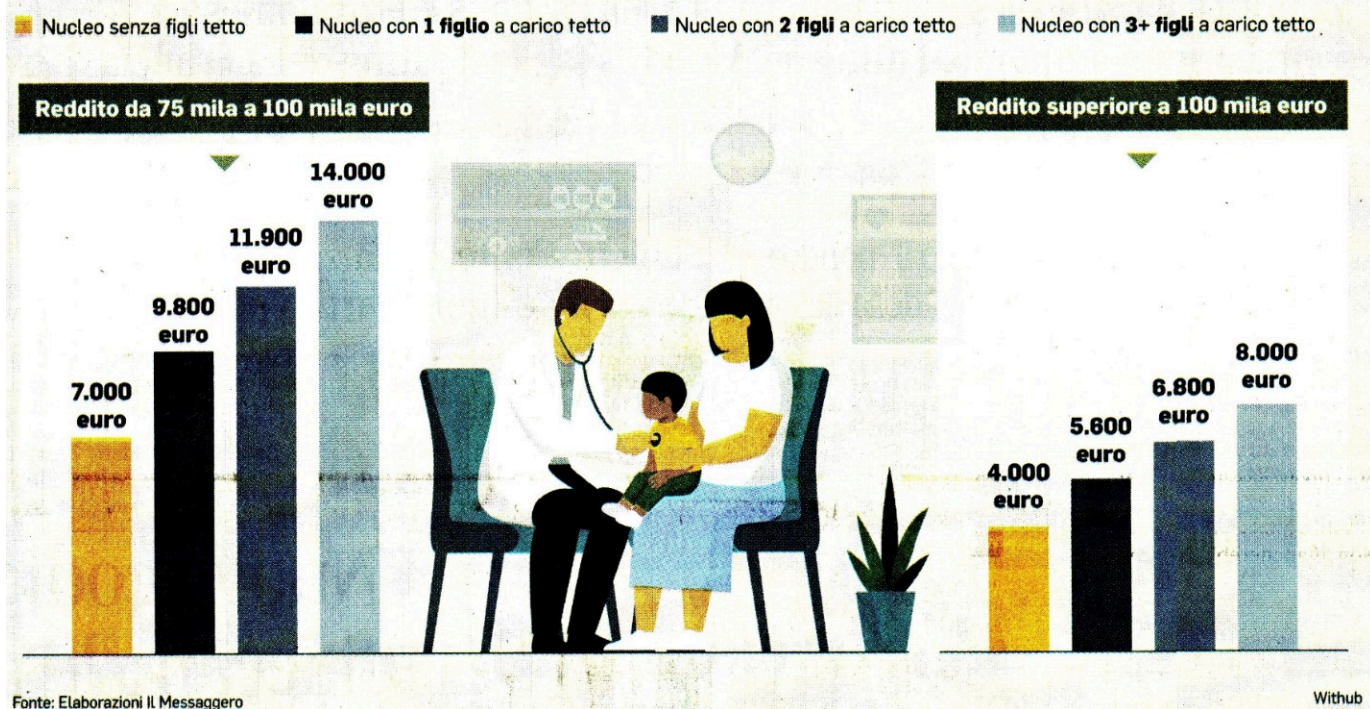 Nucleo senza figli tetto
Nucleo con 1 figlio a carico tetto
Nucleo con 2 figli a carico tetto
Nucleo con 3+ figli a carico tetto
Reddito da 75 mila a 100 mila euro
7.000
euro
9.800
euro
11.900
euro
14.000
euro
Reddito superiore a 100 mila euro
4.000
euro
5.600
euro
6.800
euro
8.000
euro
Fonte: Elaborazioni Il Messaggero
Withub